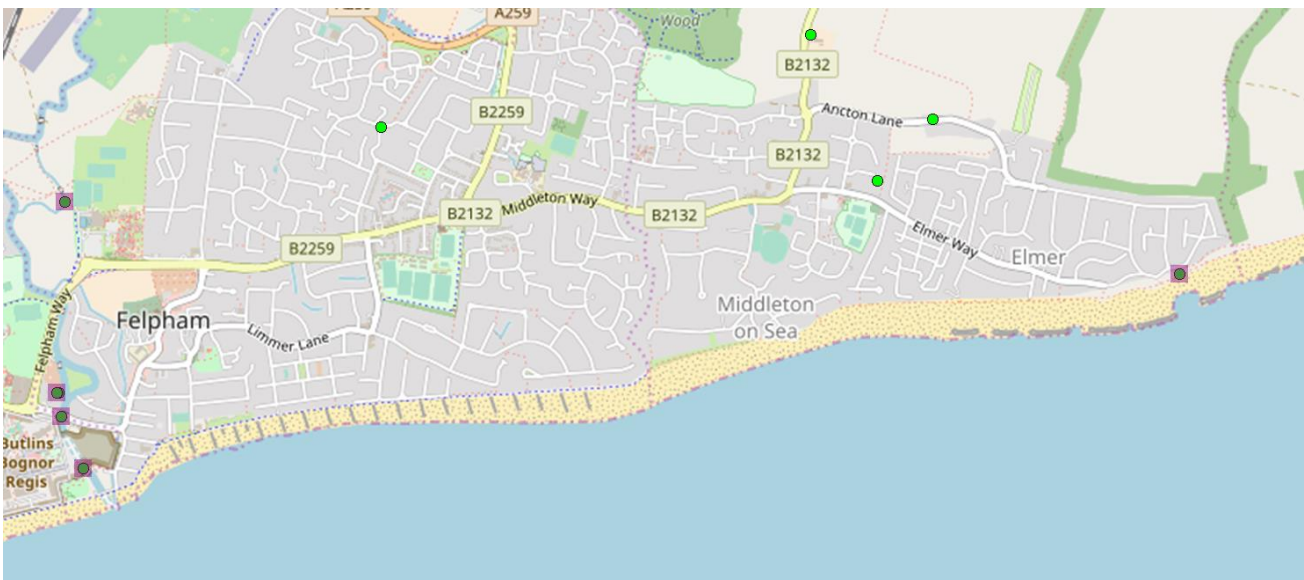 A259
Wood
B2132
B2259
Ancton Lane
B2132
Middleton Way
B2132
B2132
B2259
Elmer Way
Elmer
Felpham Way
Felpham
Middleton
on Sea
Limmer Lane
Butlins
Bognor
Regis